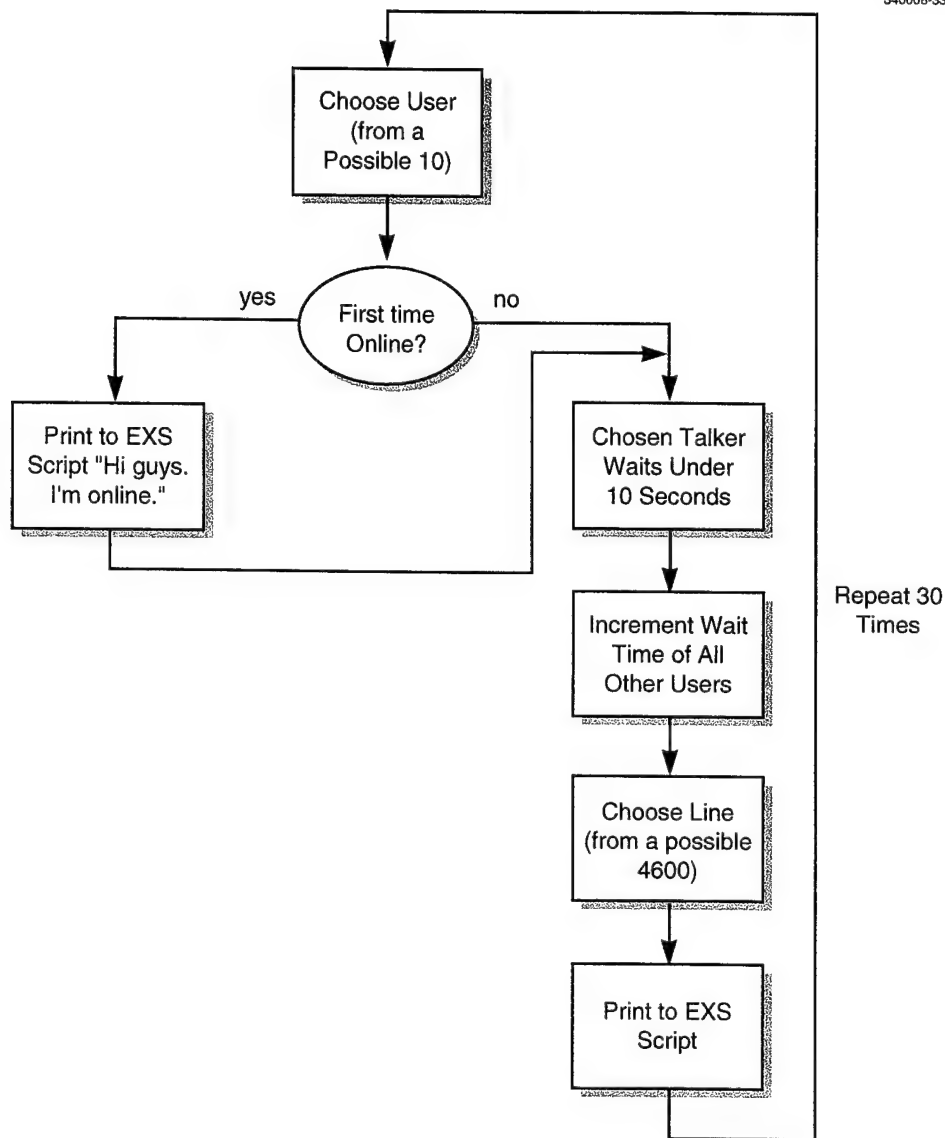 Choose User
(from a
Possible 10)
yes
no
First time
Online?
Print to EXS
Script "Hi guys.
I'm online."
Chosen Talker
Waits Under
10 Seconds
Increment Wait
Time of All
Other Users
Repeat 30
Times
Choose Line
(from a possible
4600)
Print to EXS
Script